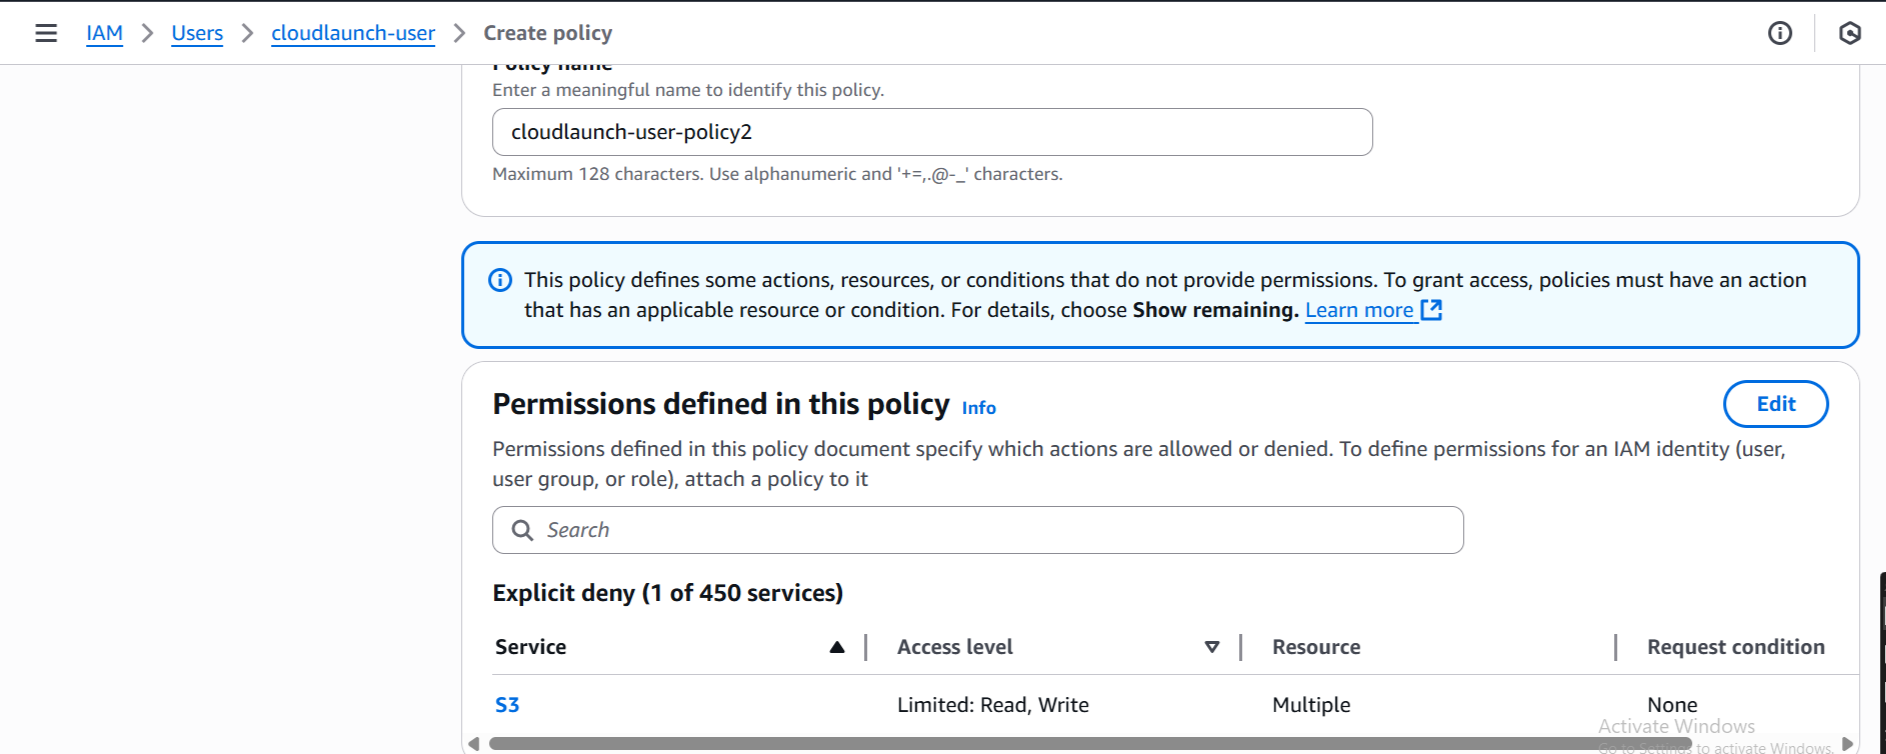 IAM > Users > cloudlaunch-user > Create policy
Policy name
Enter a meaningful name to identify this policy.
cloudlaunch-user-policy2
Maximum 128 characters. Use alphanumeric and '+=,.@-_' characters.
This policy defines some actions, resources, or conditions that do not provide permissions. To grant access, policies must have an action
that has an applicable resource or condition. For details, choose Show remaining. Learn more
Permissions defined in this policy Info
Edit
Permissions defined in this policy document specify which actions are allowed or denied. To define permissions for an IAM identity (user,
user group, or role), attach a policy to it
Search
Explicit deny (1 of 450 services)
Service Access level Resource Request condition
S3 Limited: Read, Write Multiple None
Activate Windows
Go to Settings to activate Windows.